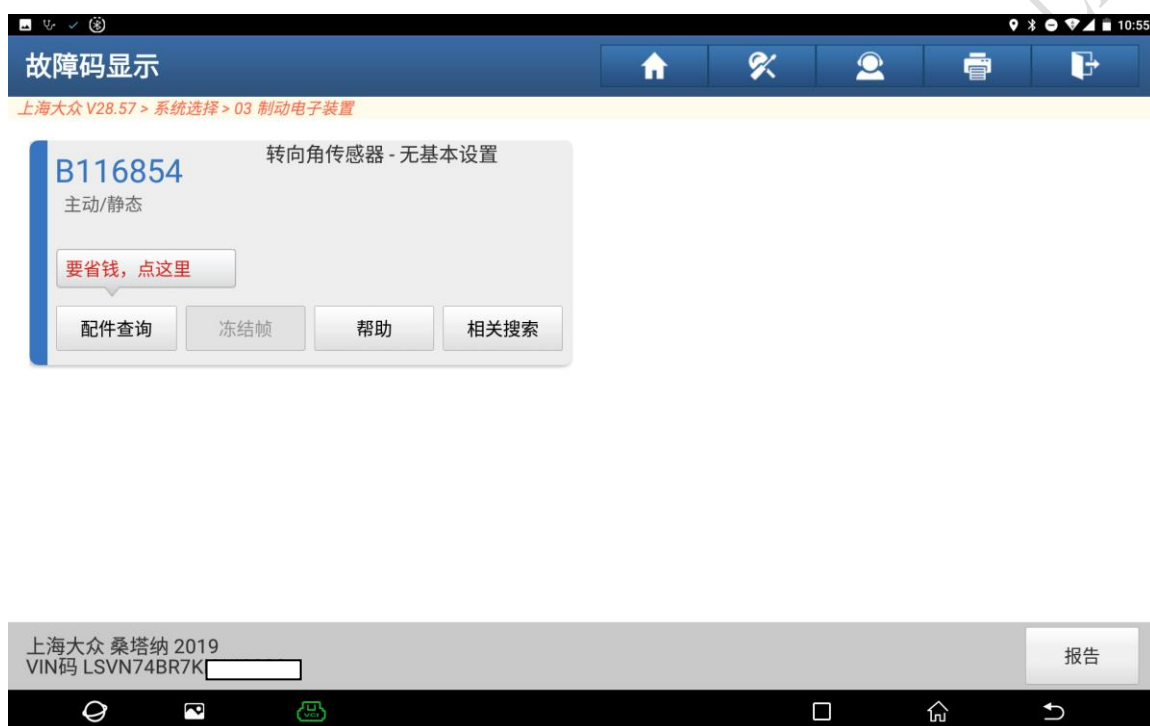 10:55
故障码显示
上海大众 V28.57 > 系统选择 > 03 制动电子装置
B116854
转向角传感器 - 无基本设置
主动/静态
要省钱，点这里
配件查询
冻结帧
帮助
相关搜索
上海大众 桑塔纳 2019
VIN码 LSVN74BR7K
报告
VCI